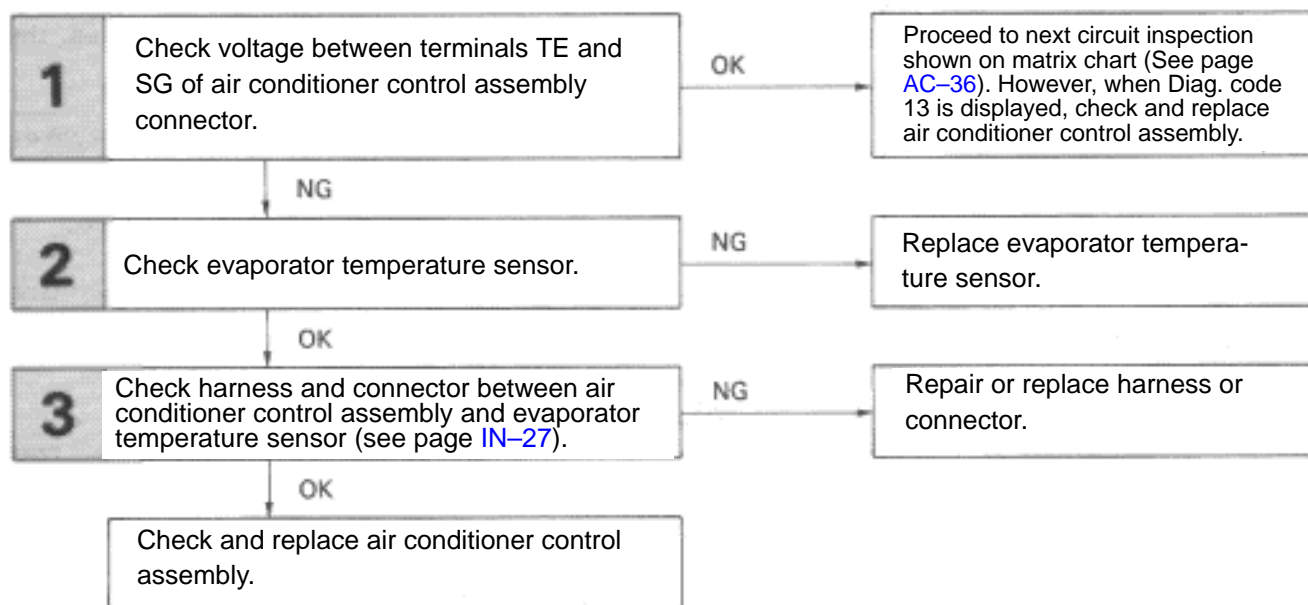 1
Check voltage between terminals TE and
SG of air conditioner control assembly
connector.
OK
Proceed to next circuit inspection
shown on matrix chart (See page
AC–36). However, when Diag. code
13 is displayed, check and replace
air conditioner control assembly.
NG
2
Check evaporator temperature sensor.
NG
Replace evaporator tempera-
ture sensor.
OK
3
Check harness and connector between air
conditioner control assembly and evaporator
temperature sensor (see page IN–27).
NG
Repair or replace harness or
connector.
OK
Check and replace air conditioner control
assembly.